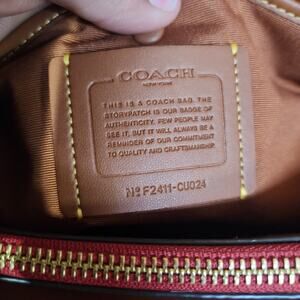 COACH
NEW YORK
THIS IS A COACH BAG. THE
STORYPATCH IS OUR BADGE OF
AUTHENTICITY. FEW PEOPLE MAY
SEE IT, BUT IT WILL ALWAYS BE A
REMINDER OF OUR COMMITMENT
TO QUALITY AND CRAFTSMANSHIP.
Nº F2411-CU024